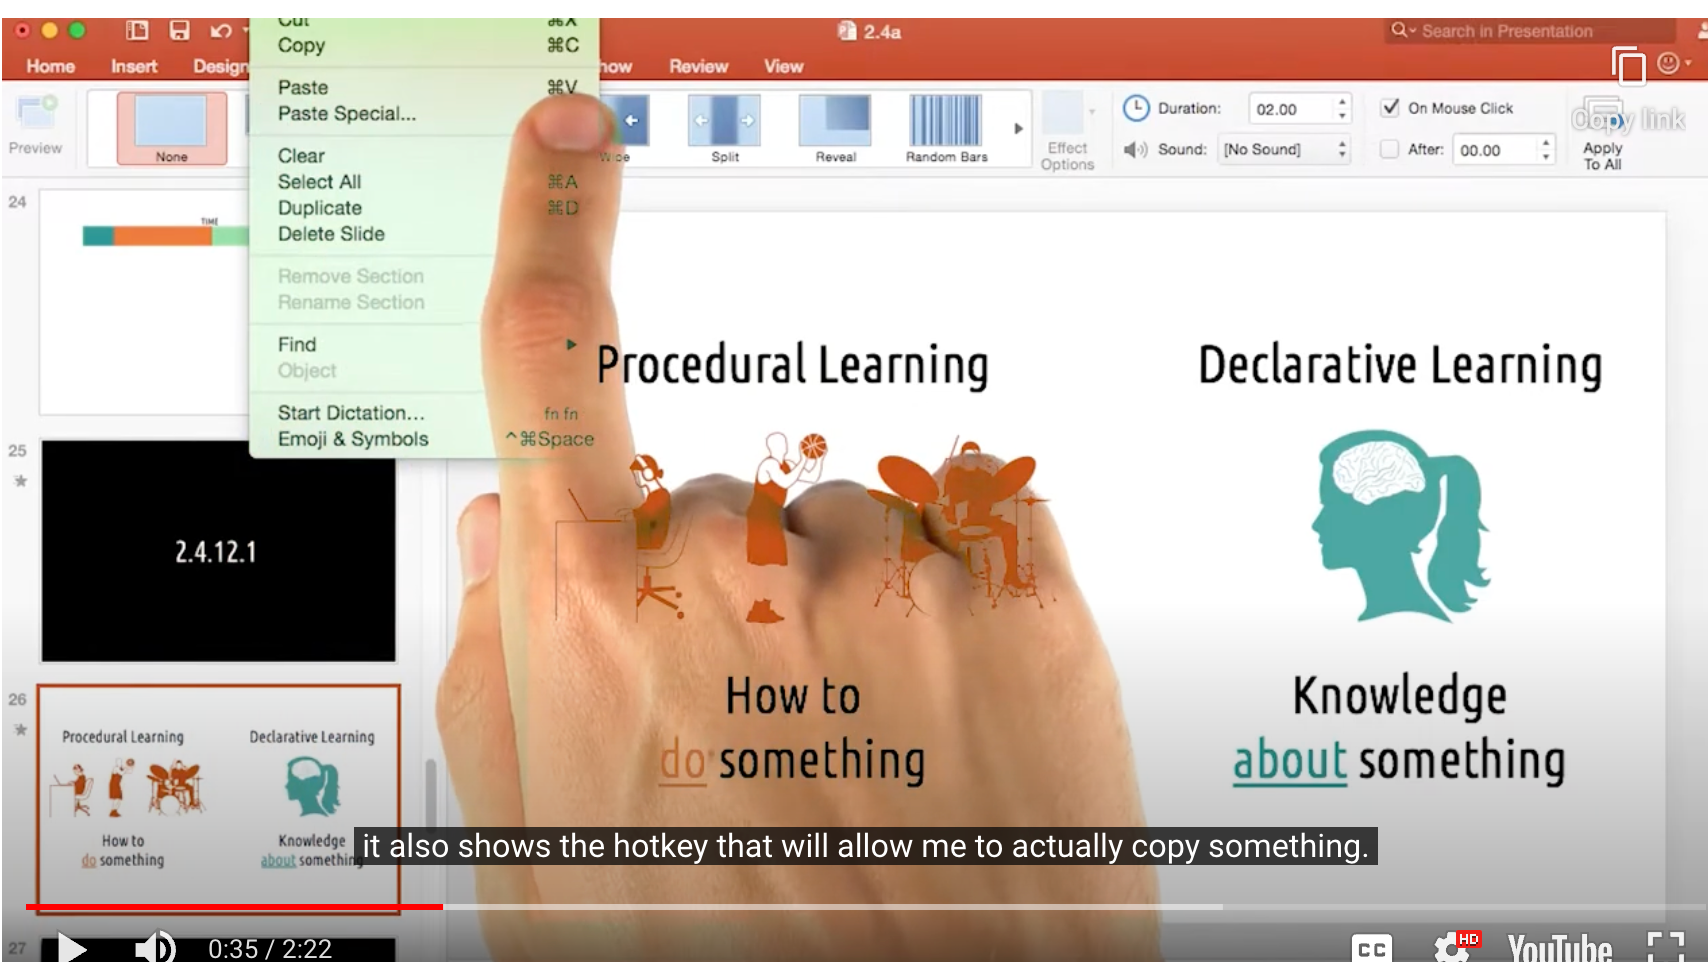 Cut ⌘X
2.4a
Search in Presentation
Copy ⌘C
Home Insert Design
how Review View
Paste ⌘V
Paste Special...
Copy link
Preview
None
Split
Reveal
Random Bars
Effect
Options
Duration: 02.00
Sound: [No Sound]
On Mouse Click
After: 00.00
Apply
To All
Clear
Select All ⌘A
Duplicate ⌘D
Delete Slide
Remove Section
Rename Section
Find
Object
Start Dictation... fn fn
Emoji & Symbols ^⌘Space
24
TIME
25
2.4.12.1
26
Procedural Learning
Declarative Learning
How to
do something
Knowledge
about something
27
Procedural Learning
Declarative Learning
How to
do something
Knowledge
about something
it also shows the hotkey that will allow me to actually copy something.
0:35 / 2:22
CC
HD
YouTube